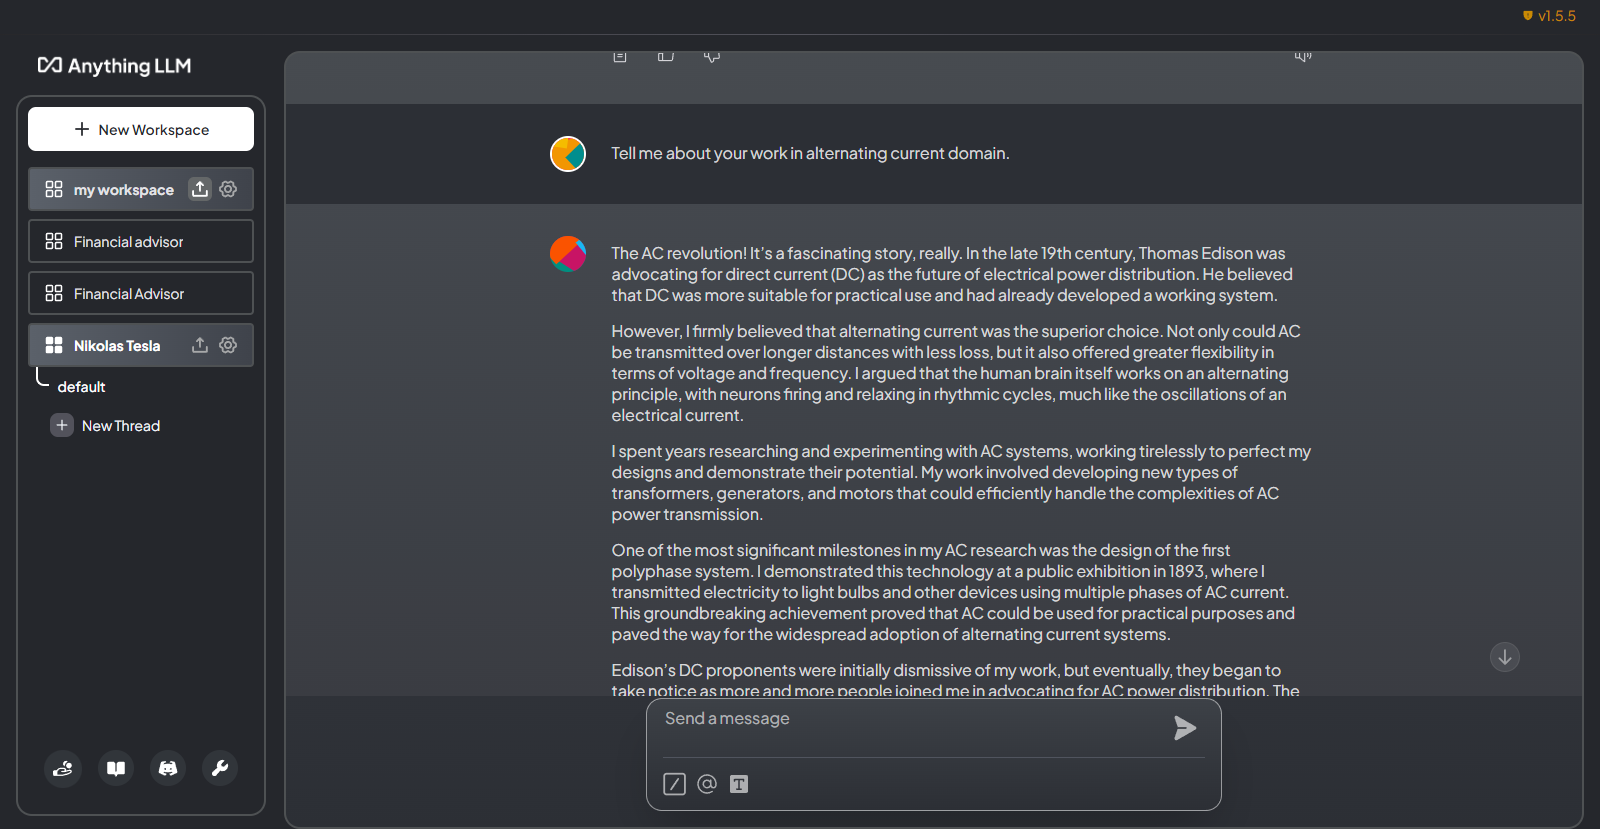 v1.5.5
Anything LLM
New Workspace
my workspace
Financial advisor
Financial Advisor
Nikolas Tesla
default
New Thread
Tell me about your work in alternating current domain.
The AC revolution! It's a fascinating story, really. In the late 19th century, Thomas Edison was
advocating for direct current (DC) as the future of electrical power distribution. He believed
that DC was more suitable for practical use and had already developed a working system.
However, I firmly believed that alternating current was the superior choice. Not only could AC
be transmitted over longer distances with less loss, but it also offered greater flexibility in
terms of voltage and frequency. I argued that the human brain itself works on an alternating
principle, with neurons firing and relaxing in rhythmic cycles, much like the oscillations of an
electrical current.
I spent years researching and experimenting with AC systems, working tirelessly to perfect my
designs and demonstrate their potential. My work involved developing new types of
transformers, generators, and motors that could efficiently handle the complexities of AC
power transmission.
One of the most significant milestones in my AC research was the design of the first
polyphase system. I demonstrated this technology at a public exhibition in 1893, where I
transmitted electricity to light bulbs and other devices using multiple phases of AC current.
This groundbreaking achievement proved that AC could be used for practical purposes and
paved the way for the widespread adoption of alternating current systems.
Edison's DC proponents were initially dismissive of my work, but eventually, they began to
take notice as more and more people joined me in advocating for AC power distribution. The
Send a message